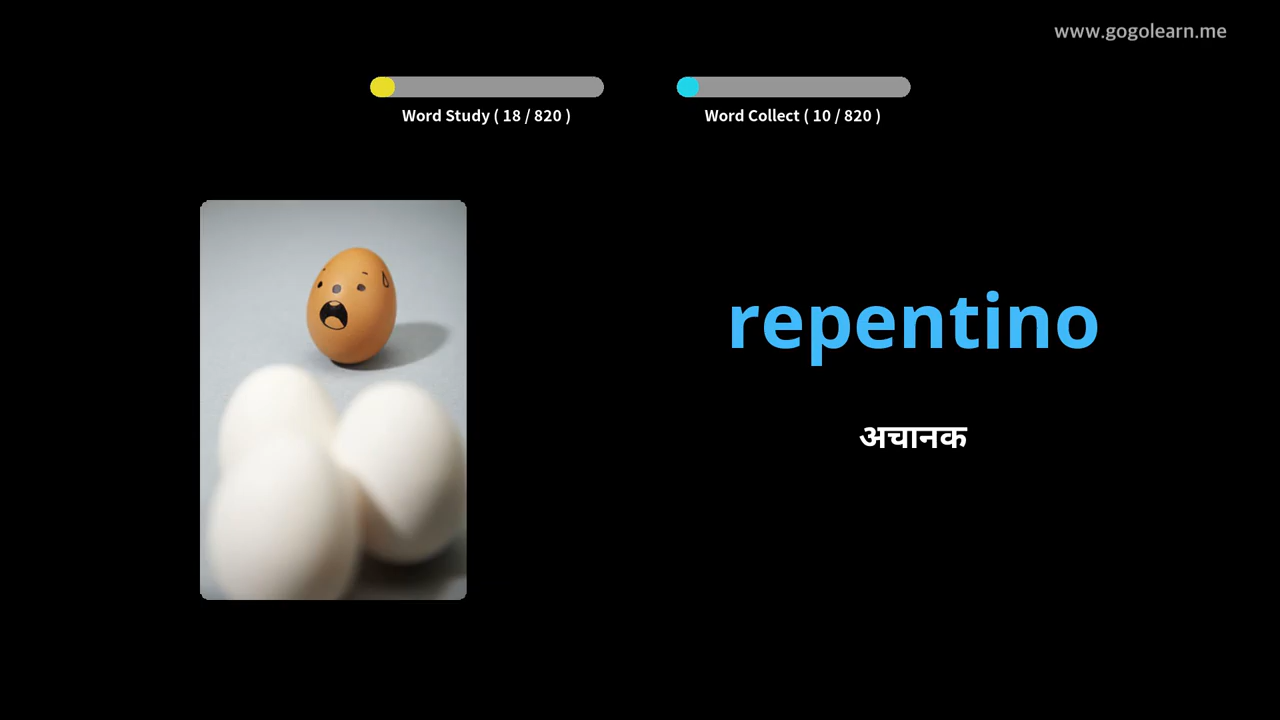 www.gogolearn.me
Word Study ( 18 / 820 )
Word Collect ( 10 / 820 )
repentino
अचानक